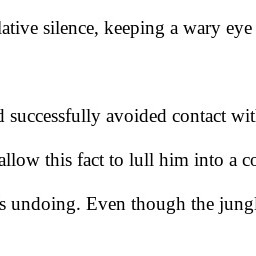 lative silence, keeping a wary eye
d successfully avoided contact wit
allow this fact to lull him into a co
s undoing. Even though the jungl